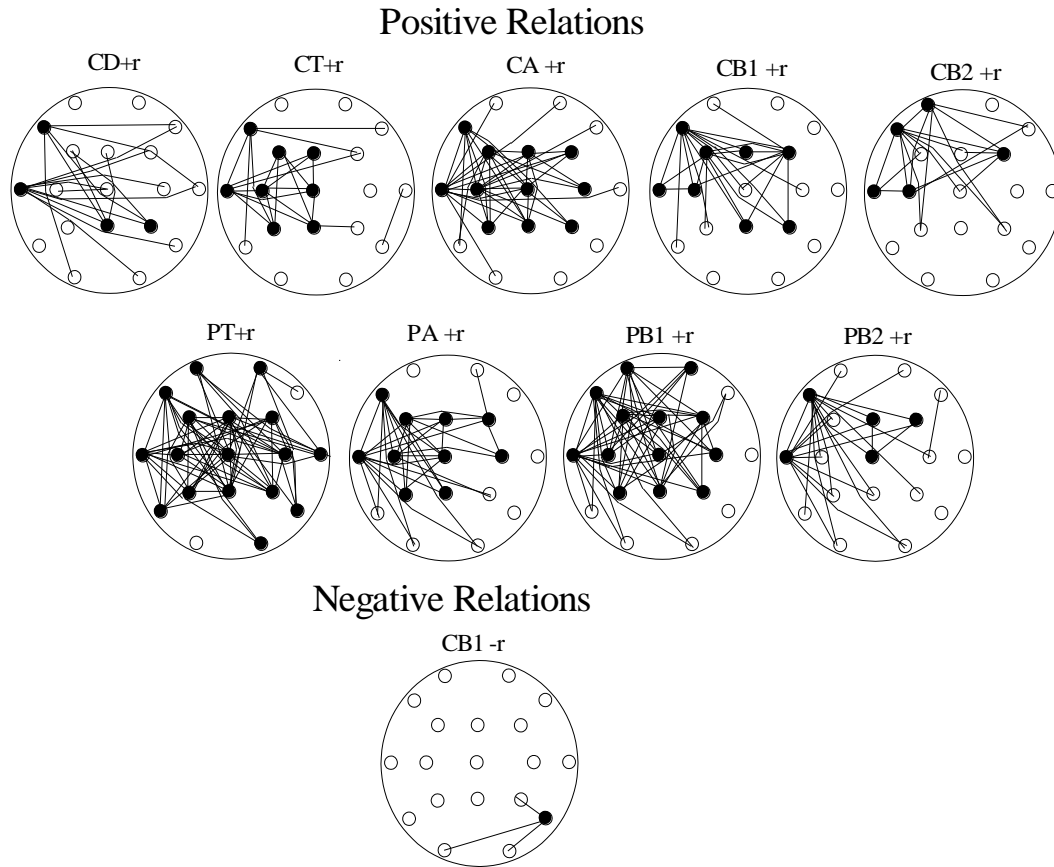 Positive Relations
CD+r CT+r CA +r CB1 +r CB2 +r
PT+r PA +r PB1 +r PB2 +r
Negative Relations
CB1 -r